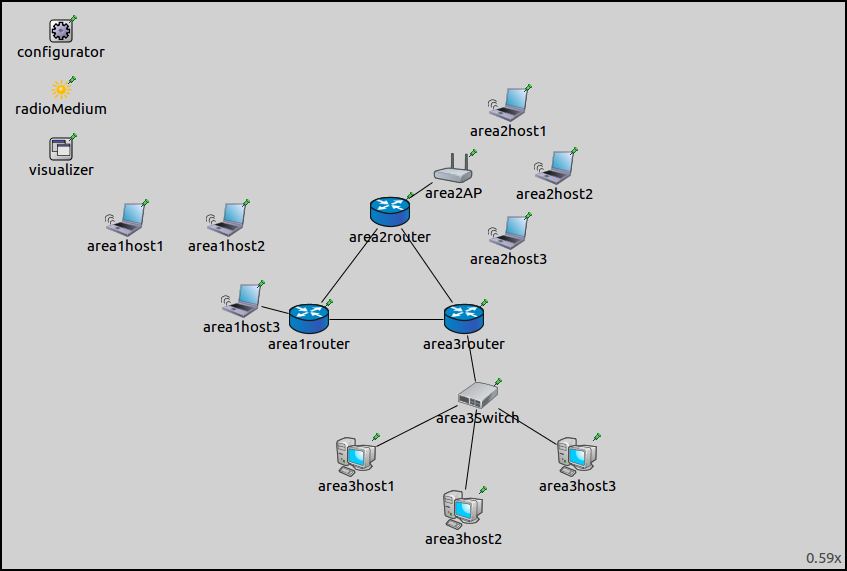 configurator
radioMedium
visualizer
area2host1
area2AP
area2host2
area1host1
area1host2
area2router
area2host3
area1host3
area1router
area3router
area3Switch
area3host1
area3host3
area3host2
0.59x